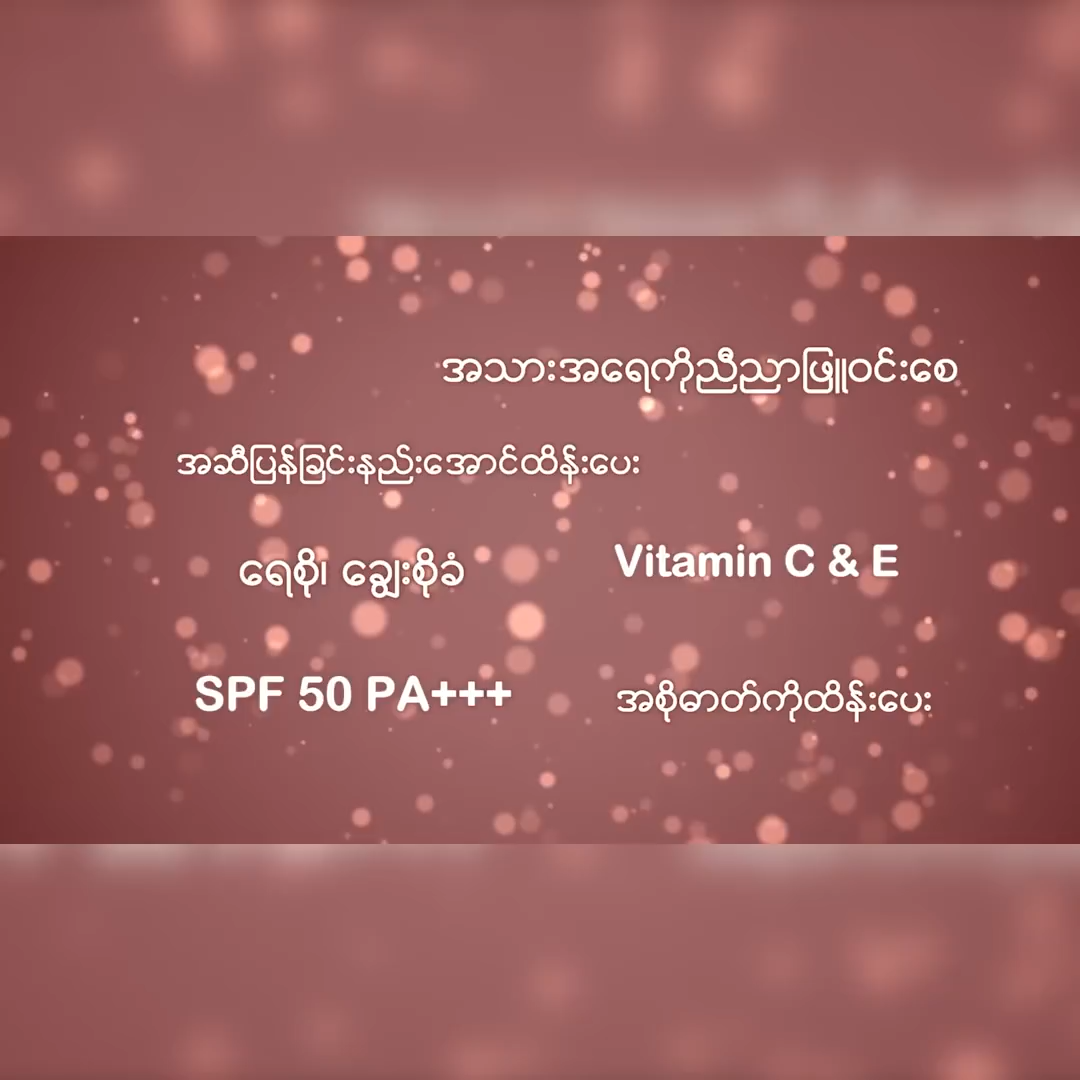 အသားအရေကိုညီညာဖြူဝင်းစေ
အဆီပြန်ခြင်းနည်းအောင်ထိန်းပေး
ရေစို၊ ချွေးစိုခံ
Vitamin C & E
SPF 50 PA+++
အစိုဓာတ်ကိုထိန်းပေး